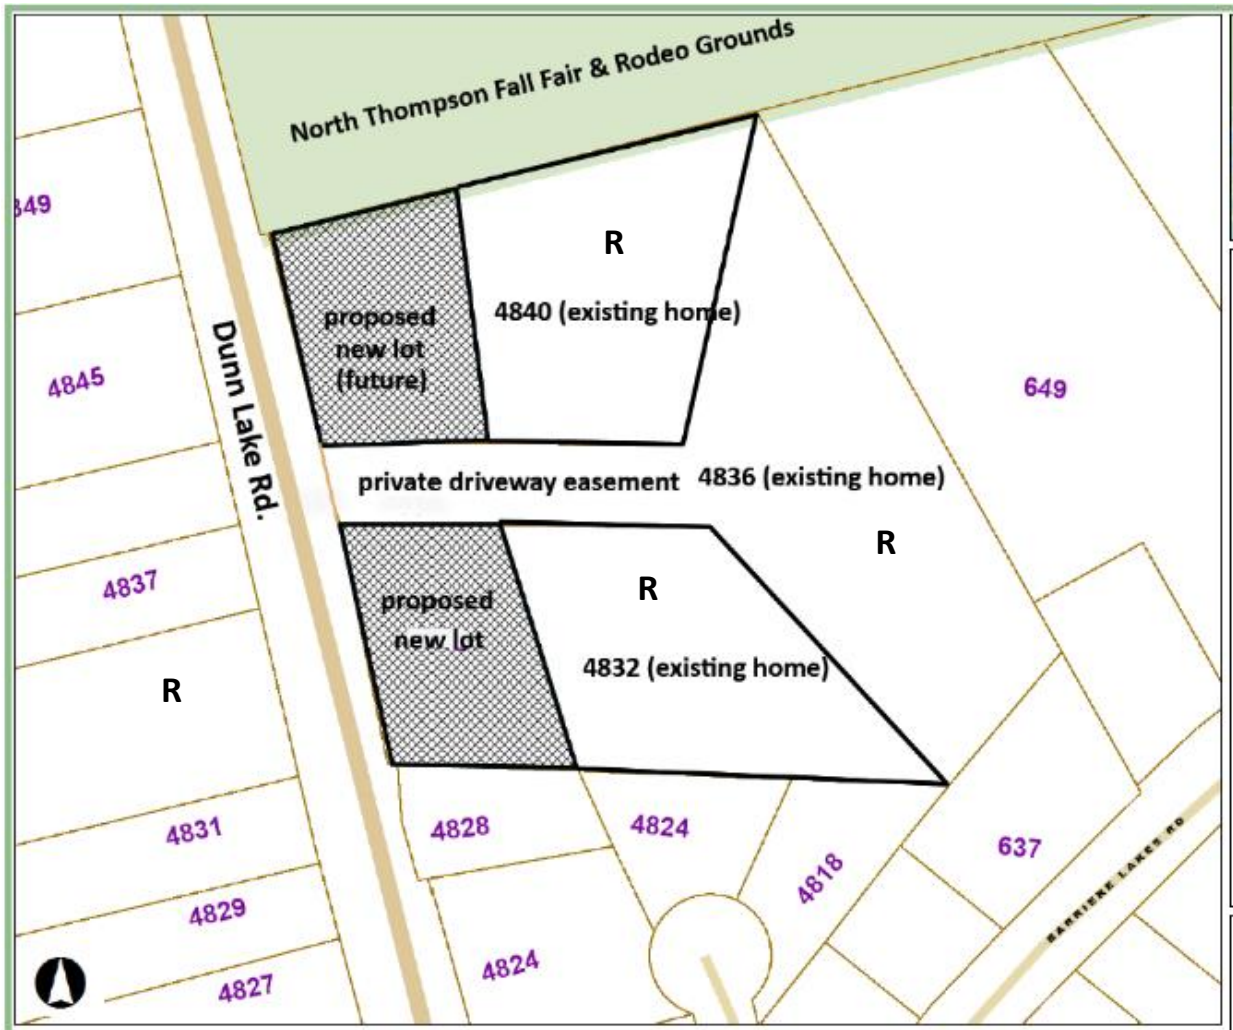 North Thompson Fall Fair & Rodeo Grounds
R
proposed
new lot
(future)
4840 (existing home)
4845
Dunn Lake Rd.
649
private driveway easement
4836 (existing home)
R
4837
proposed
new lot
R
4832 (existing home)
R
4831
4828
4824
4818
637
BARRIERE LAKES RD
4829
4824
4827